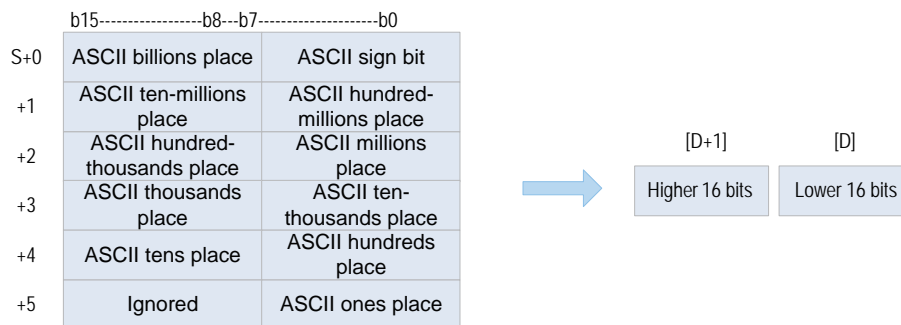 b15------------------b8---b7--------------------b0
S+0
ASCII billions place
ASCII sign bit
+1
ASCII ten-millions
place
ASCII hundred-
millions place
+2
ASCII hundred-
thousands place
ASCII millions
place
+3
ASCII thousands
place
ASCII ten-
thousands place
+4
ASCII tens place
ASCII hundreds
place
+5
Ignored
ASCII ones place
[D+1]
[D]
Higher 16 bits
Lower 16 bits